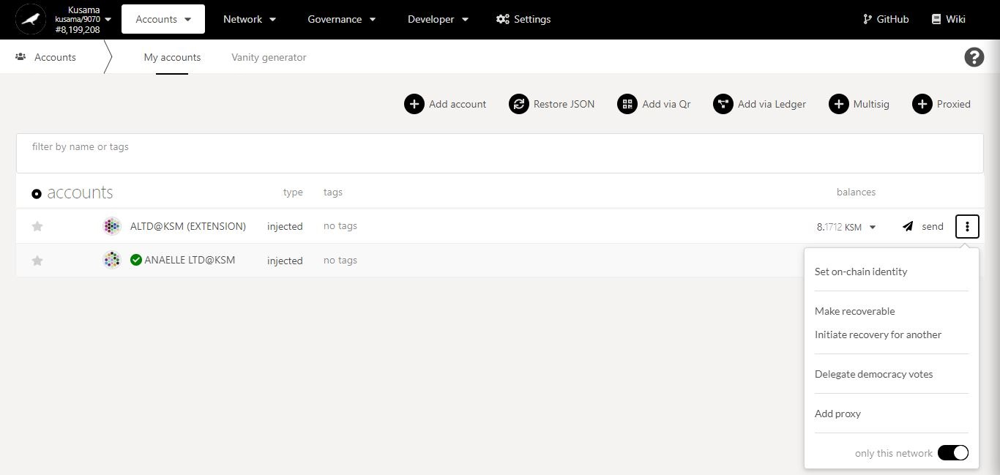 Kusama
kusama/9070
#8,199,208
Accounts
Network
Governance
Developer
Settings
GitHub
Wiki
Accounts
My accounts
Vanity generator
?
Add account
Restore JSON
Add via Qr
Add via Ledger
Multisig
Proxied
filter by name or tags
accounts type tags balances
ALTD@KSM (EXTENSION) injected no tags 8.1712 KSM send
ANAELLE LTD@KSM injected no tags
Set on-chain identity
Make recoverable
Initiate recovery for another
Delegate democracy votes
Add proxy
only this network